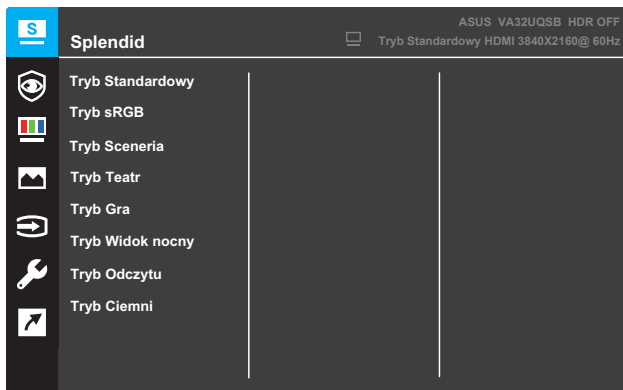 S
ASUS VA32UQSB HDR OFF
Splendid
Tryb Standardowy HDMI 3840X2160@ 60Hz
Tryb Standardowy
Tryb sRGB
Tryb Sceneria
Tryb Teatr
Tryb Gra
Tryb Widok nocny
Tryb Odczytu
Tryb Ciemni